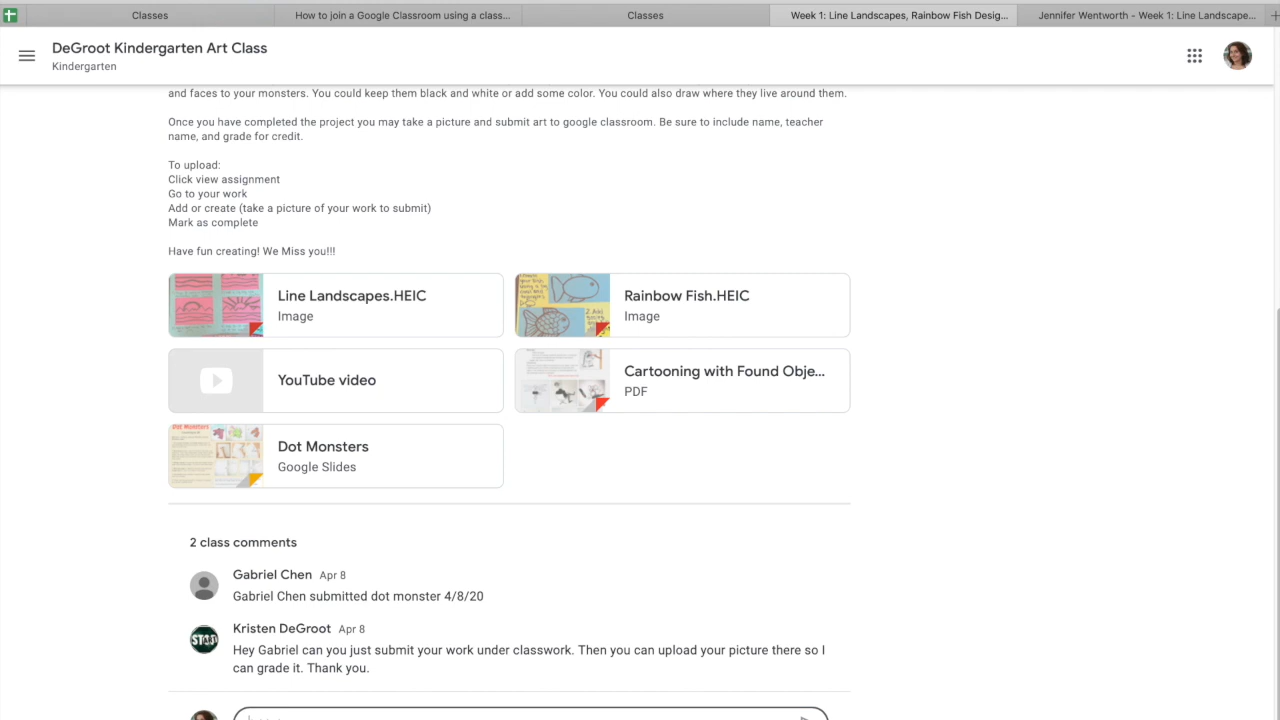 Classes
How to join a Google Classroom using a class...
Classes
Week 1: Line Landscapes, Rainbow Fish Desig...
Jennifer Wentworth - Week 1: Line Landscape...
DeGroot Kindergarten Art Class
Kindergarten
and faces to your monsters. You could keep them black and white or add some color. You could also draw where they live around them.
Once you have completed the project you may take a picture and submit art to google classroom. Be sure to include name, teacher
name, and grade for credit.
To upload:
Click view assignment
Go to your work
Add or create (take a picture of your work to submit)
Mark as complete
Have fun creating! We Miss you!!!
Line Landscapes.HEIC
Image
Rainbow Fish.HEIC
Image
YouTube video
Cartooning with Found Obje...
PDF
Dot Monsters
Dot Monsters
Google Slides
2 class comments
Gabriel Chen Apr 8
Gabriel Chen submitted dot monster 4/8/20
STOP
Kristen DeGroot Apr 8
Hey Gabriel can you just submit your work under classwork. Then you can upload your picture there so I
can grade it. Thank you.